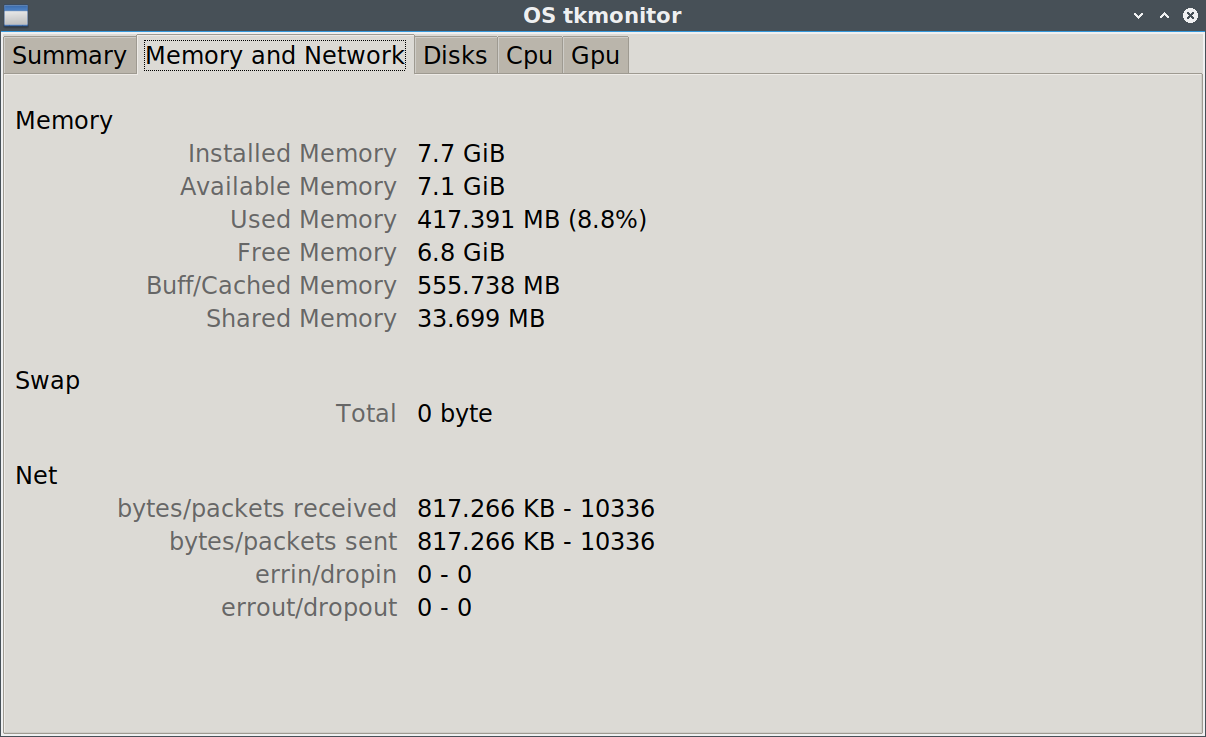 OS tkmonitor
Summary Memory and Network Disks Cpu Gpu
Memory
Installed Memory 7.7 GiB
Available Memory 7.1 GiB
Used Memory 417.391 MB (8.8%)
Free Memory 6.8 GiB
Buff/Cached Memory 555.738 MB
Shared Memory 33.699 MB
Swap
Total 0 byte
Net
bytes/packets received 817.266 KB - 10336
bytes/packets sent 817.266 KB - 10336
errin/dropin 0 - 0
errout/dropout 0 - 0